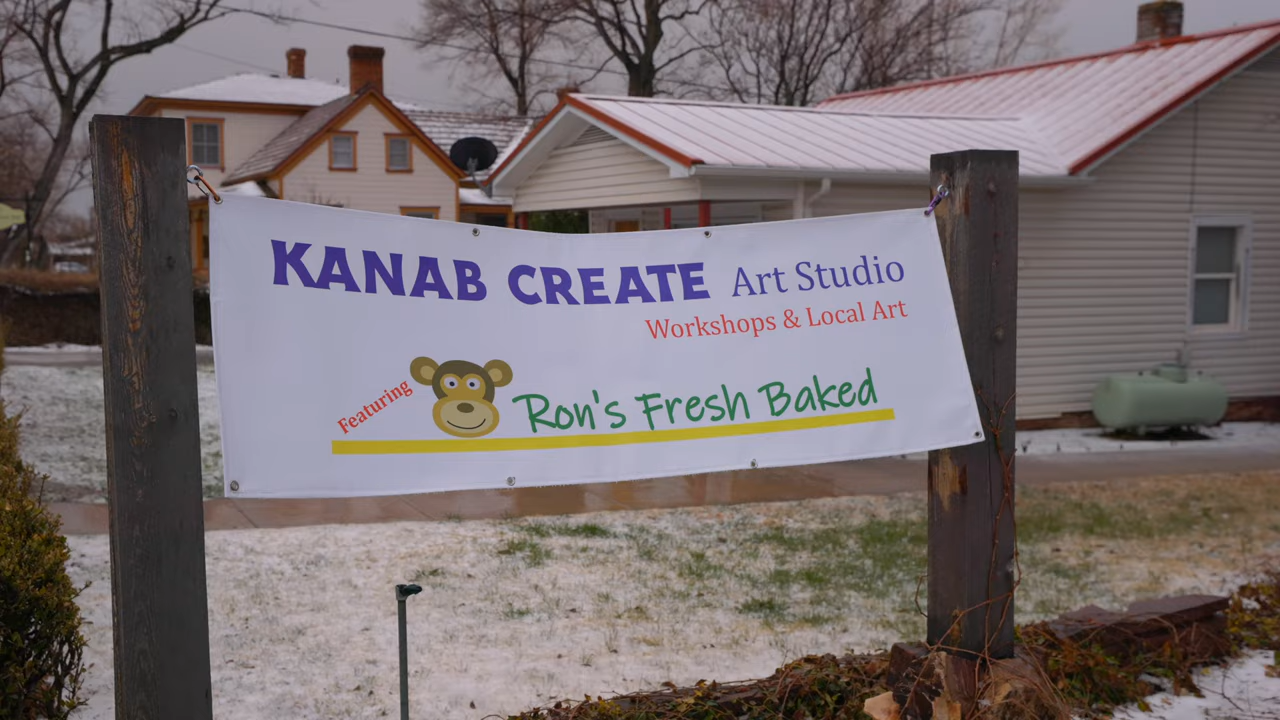 KANAB CREATE Art Studio
Workshops & Local Art
Featuring Ron's Fresh Baked